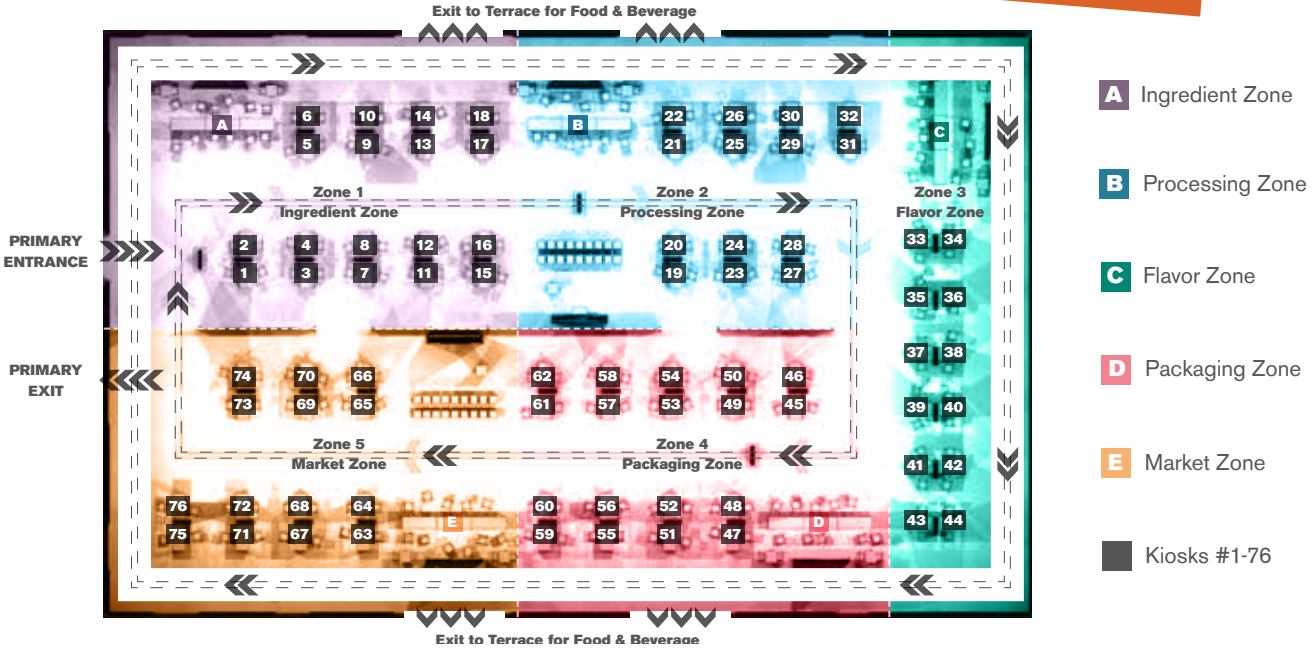 Exit to Terrace for Food & Beverage
A Ingredient Zone
B Processing Zone
C Flavor Zone
D Packaging Zone
E Market Zone
Kiosks #1-76
A
6 10 14 18
5 9 13 17
B
22 26 30 32
21 25 29 31
C
Zone 1
Ingredient Zone
Zone 2
Processing Zone
Zone 3
Flavor Zone
PRIMARY
ENTRANCE
2 4 8 12 16
1 3 7 11 15
20 24 28
19 23 27
33 34
35 36
37 38
39 40
41 42
43 44
PRIMARY
EXIT
74 70 66
73 69 65
62 58 54 50 46
61 57 53 49 45
Zone 5
Market Zone
Zone 4
Packaging Zone
76 72 68 64
75 71 67 63
E
60 56 52 48
59 55 51 47
D
Exit to Terrace for Food & Beverage